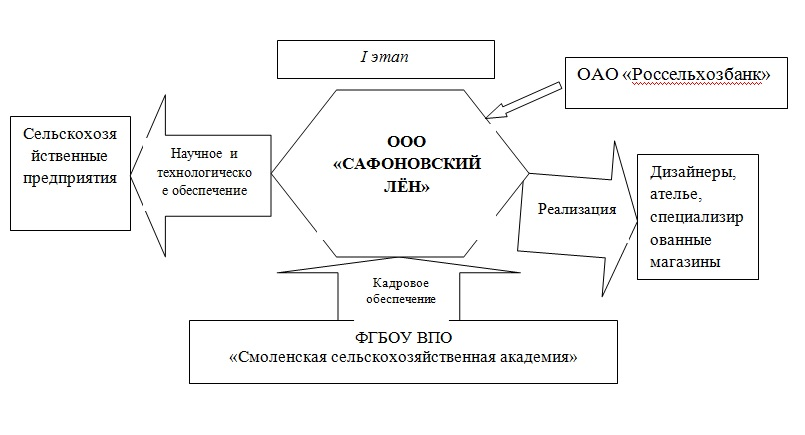 I этап
ОАО «Россельхозбанк»
ООО
«САФОНОВСКИЙ
ЛЁН»
Сельскохозя
йственные
предприятия
Научное и
технологическо
е обеспечение
Реализация
Дизайнеры,
ателье,
специализир
ованные
магазины
Кадровое
обеспечение
ФГБОУ ВПО
«Смоленская сельскохозяйственная академия»